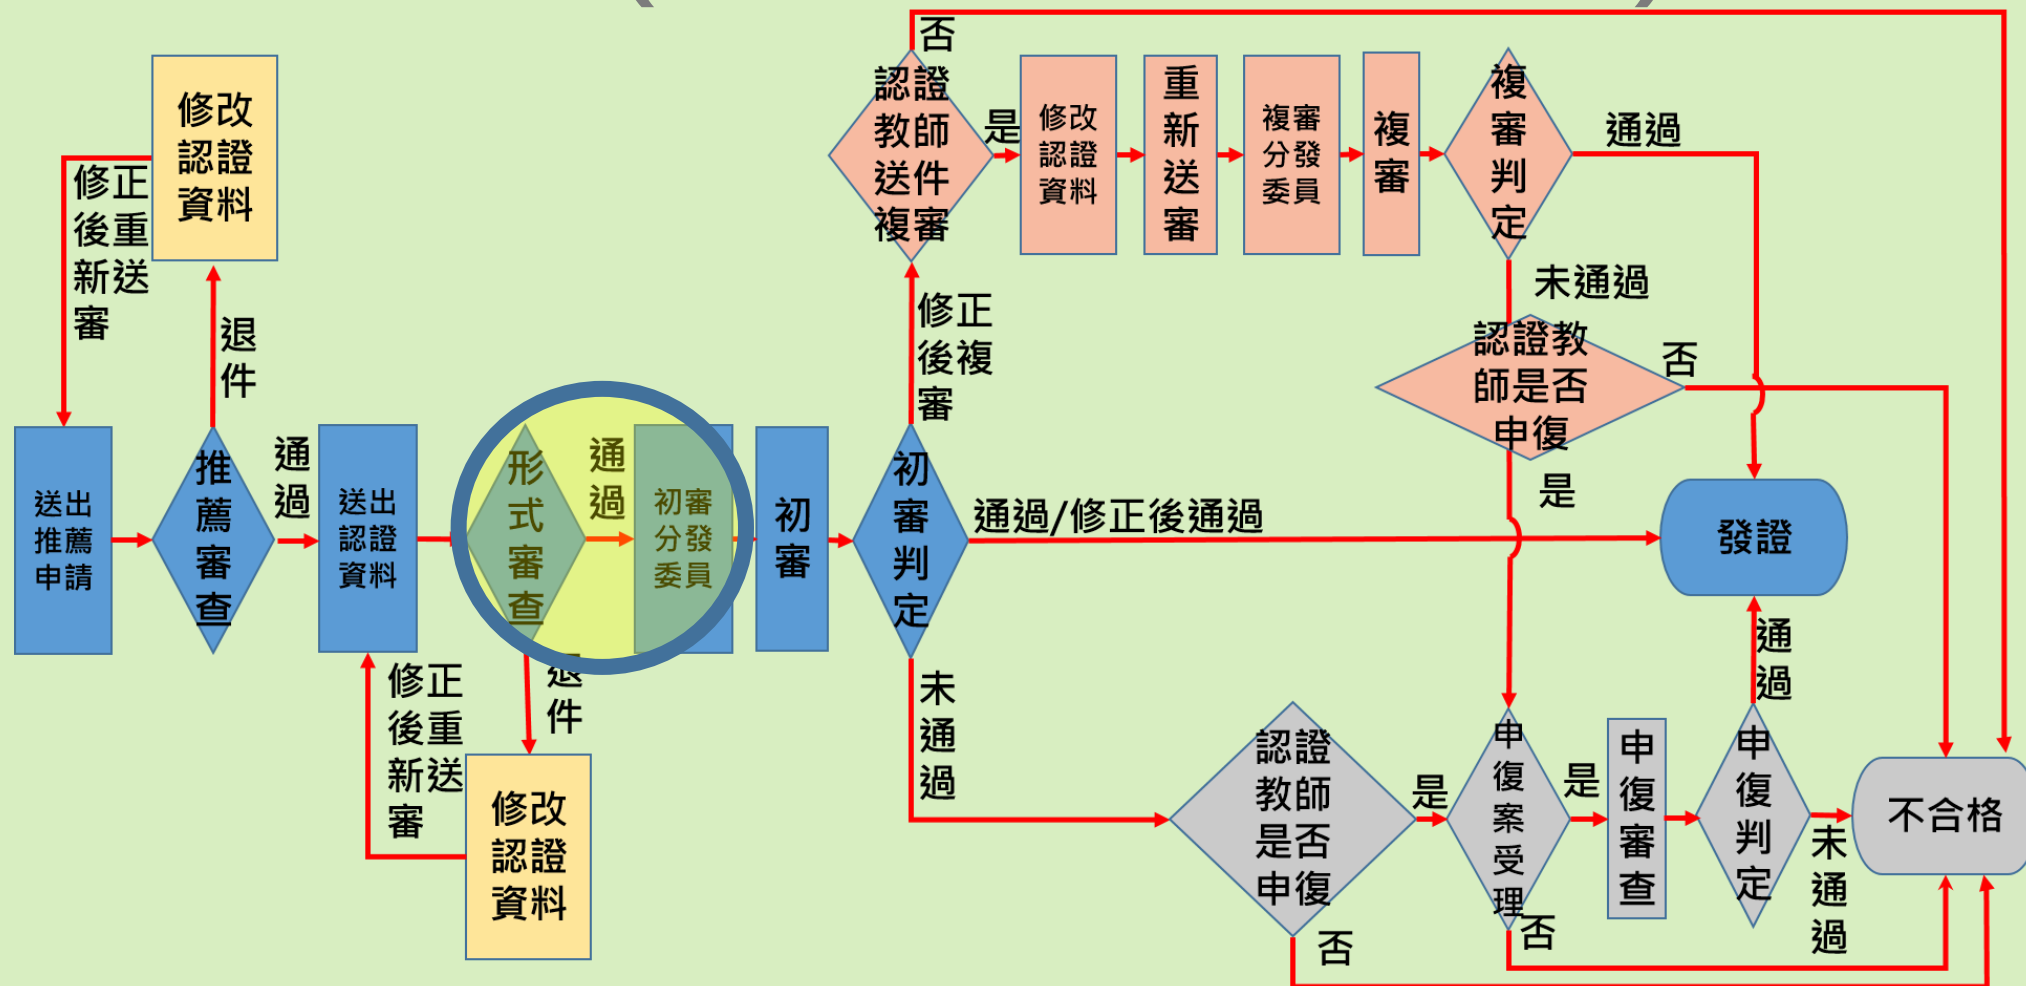 否
認證
教師
送件
複審
是
修改
認證
資料
重
新
送
審
複審
分發
委員
複
審
複
審
判
定
通過
未通過
認證教
師是否
申復
否
是
修改
認證
資料
修正
後重
新送
審
退
件
修正
後複
審
送出
推薦
申請
推
薦
審
查
通
過
送出
認證
資料
形
式
審
查
通
過
初審
分發
委員
初
審
初
審
判
定
通過/修正後通過
發證
退
件
修正
後重
新送
審
修改
認證
資料
未
通
過
認證
教師
是否
申復
是
否
申
復
案
受
理
是
否
申
復
審
查
申
復
判
定
通
過
未
通
過
不合格